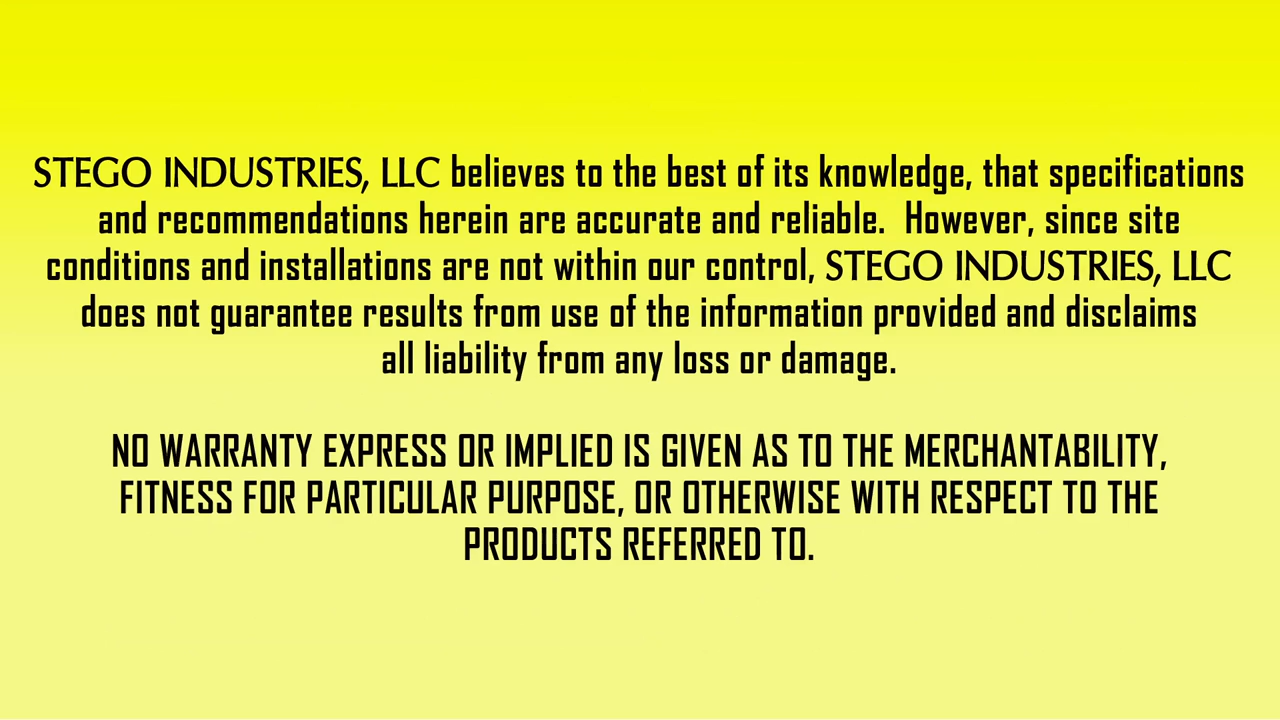 STEGO INDUSTRIES, LLC believes to the best of its knowledge, that specifications
and recommendations herein are accurate and reliable.  However, since site
conditions and installations are not within our control, STEGO INDUSTRIES, LLC
does not guarantee results from use of the information provided and disclaims
all liability from any loss or damage.
NO WARRANTY EXPRESS OR IMPLIED IS GIVEN AS TO THE MERCHANTABILITY,
FITNESS FOR PARTICULAR PURPOSE, OR OTHERWISE WITH RESPECT TO THE
PRODUCTS REFERRED TO.